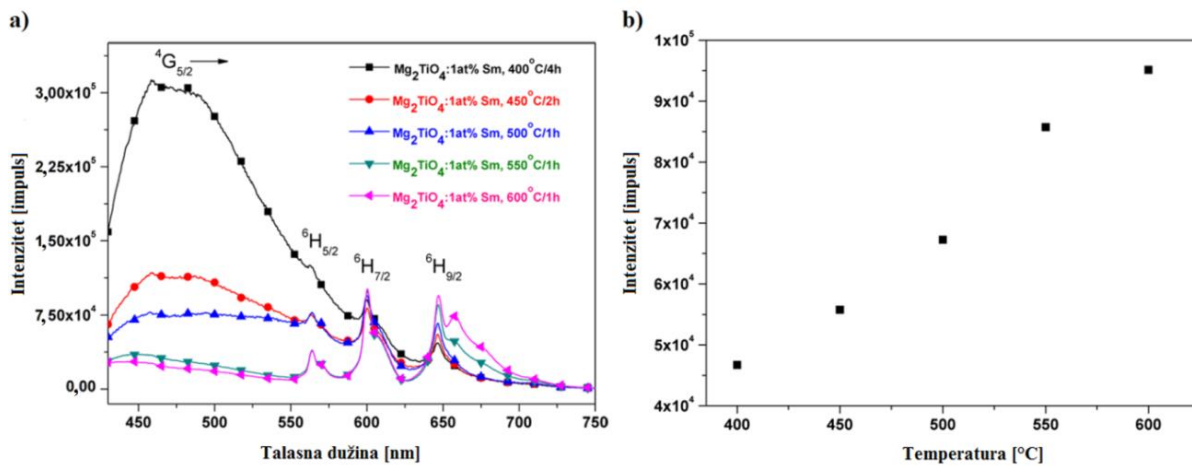 a)
Intenzitet [impuls]
3,00x10⁵
2,25x10⁵
1,50x10⁵
7,50x10⁴
0,00
⁴G₅/₂ →
Mg₂TiO₄:1at% Sm, 400°C/4h
Mg₂TiO₄:1at% Sm, 450°C/2h
Mg₂TiO₄:1at% Sm, 500°C/1h
Mg₂TiO₄:1at% Sm, 550°C/1h
Mg₂TiO₄:1at% Sm, 600°C/1h
⁶H₅/₂
⁶H₇/₂
⁶H₉/₂
450 500 550 600 650 700 750
Talasna dužina [nm]
b)
Intenzitet [impuls]
1x10⁵
9x10⁴
8x10⁴
7x10⁴
6x10⁴
5x10⁴
4x10⁴
400 450 500 550 600
Temperatura [°C]